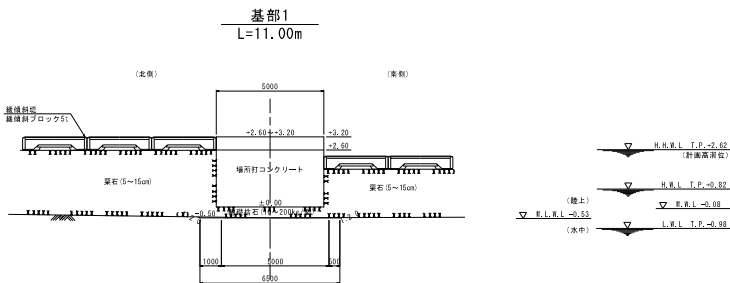 基部1
L=11.00m
(北側)
(南側)
5000
緩傾斜堤
緩傾斜ブロック5t
+2.60～+3.20
+3.20
+2.60
場所打コンクリート
栗石(5～15cm)
栗石(5～15cm)
±0.00
-0.50
1000
5000
500
6500
H.H.W.L T.P.+2.62
(計画高潮位)
H.W.L T.P.+0.82
(陸上)
M.W.L -0.08
M.L.W.L -0.53
(水中)
L.W.L T.P.-0.98